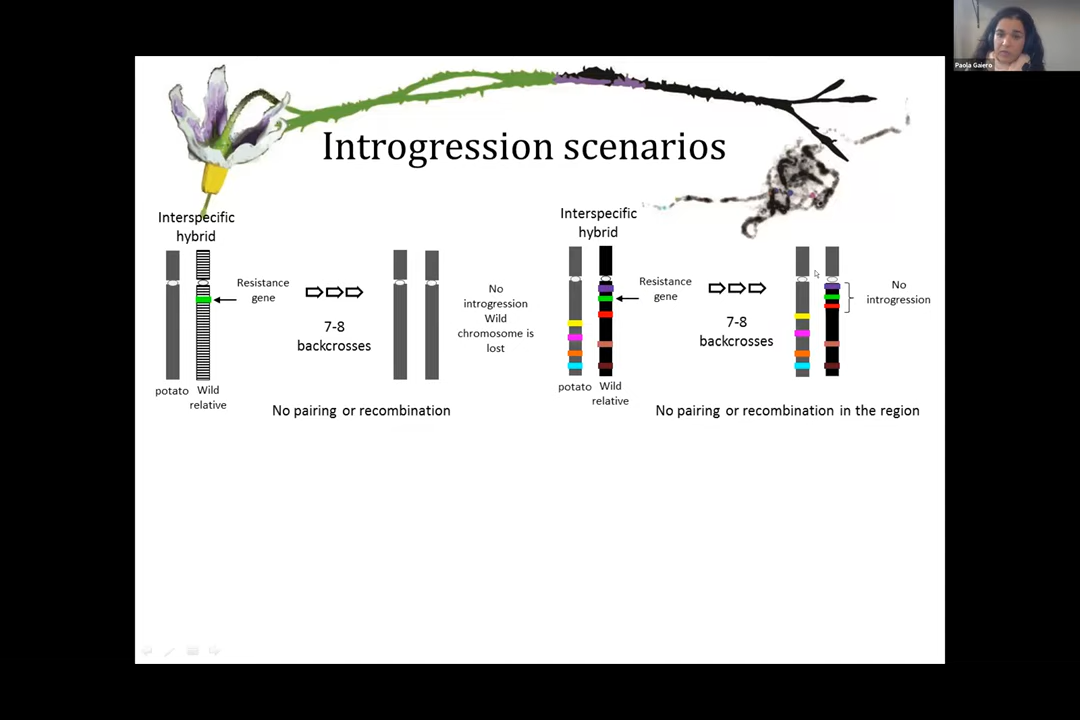 Paola Gaiero
Introgression scenarios
Interspecific
hybrid
Resistance
gene
7-8
backcrosses
No
introgression
Wild
chromosome is
lost
potato
Wild
relative
No pairing or recombination
Interspecific
hybrid
Resistance
gene
7-8
backcrosses
No
introgression
potato
Wild
relative
No pairing or recombination in the region